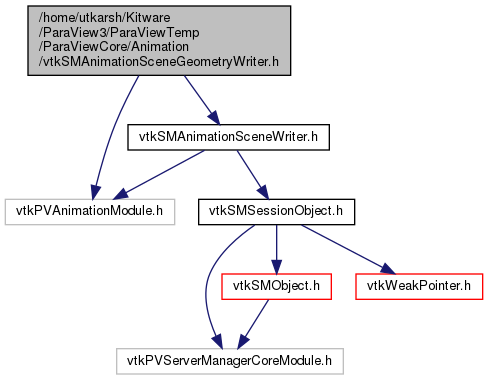 /home/utkarsh/Kitware
/ParaView3/ParaViewTemp
/ParaViewCore/Animation
/vtkSMAnimationSceneGeometryWriter.h
vtkSMAnimationSceneWriter.h
vtkPVAnimationModule.h
vtkSMSessionObject.h
vtkSMObject.h
vtkWeakPointer.h
vtkPVServerManagerCoreModule.h